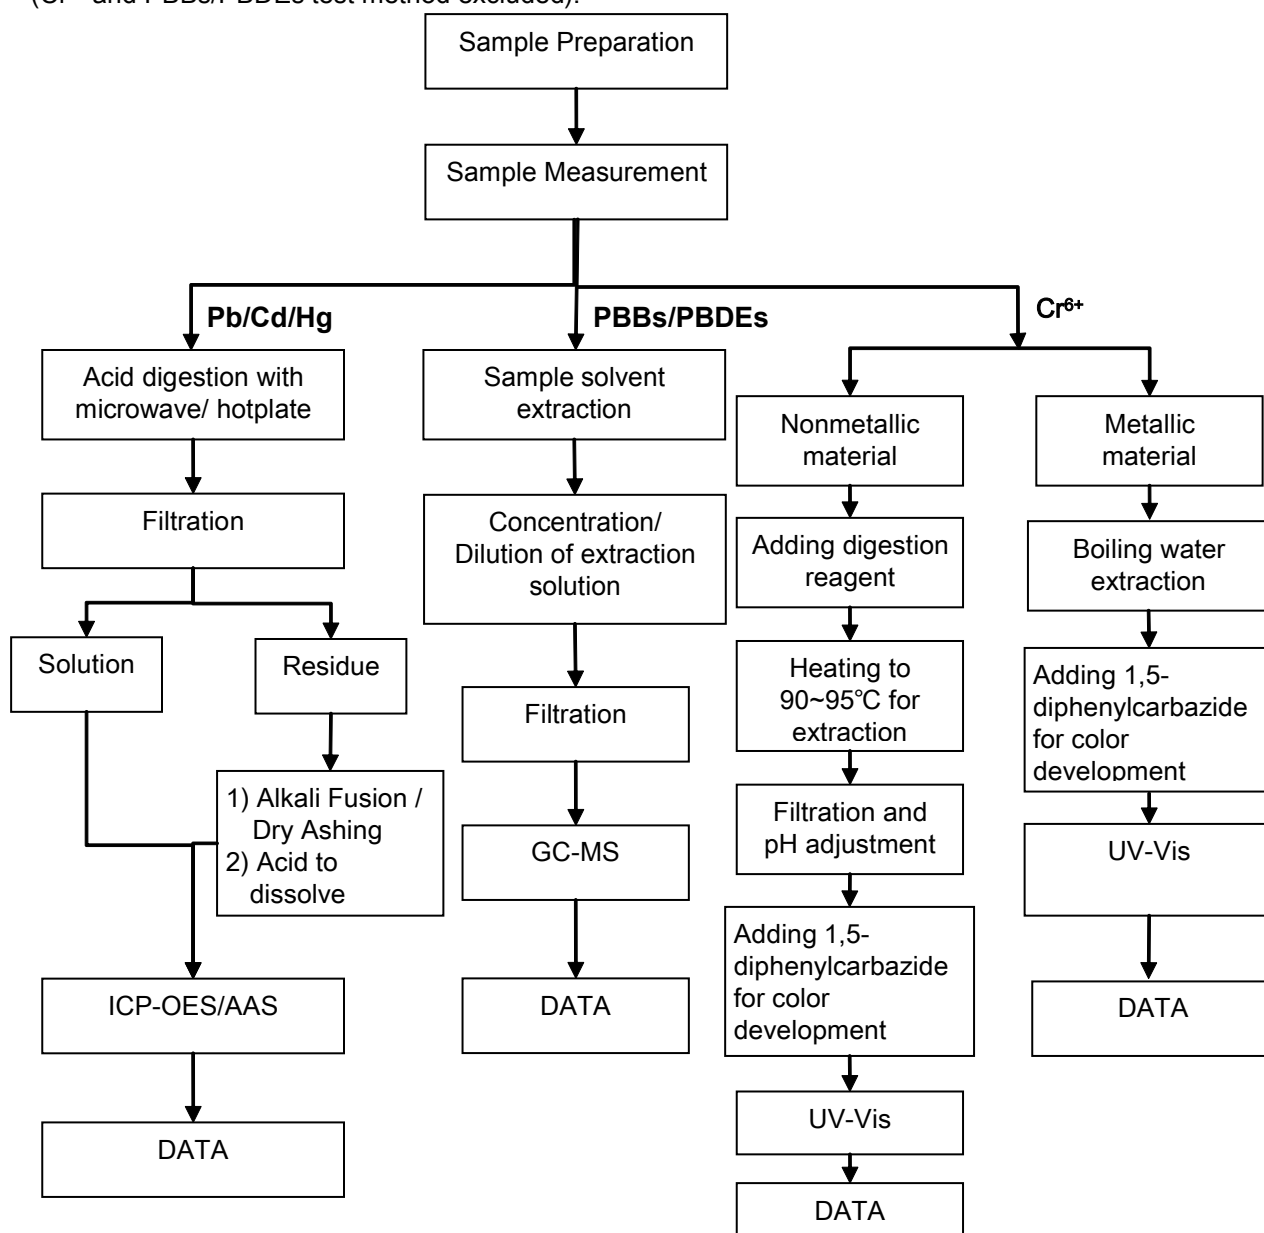 Sample Preparation
Sample Measurement
Pb/Cd/Hg
PBBs/PBDEs
Cr⁶⁺
Acid digestion with
microwave/ hotplate
Filtration
Solution
Residue
1) Alkali Fusion /
Dry Ashing
2) Acid to
dissolve
ICP-OES/AAS
DATA
Sample solvent
extraction
Concentration/
Dilution of extraction
solution
Filtration
GC-MS
DATA
Nonmetallic
material
Adding digestion
reagent
Heating to
90~95℃ for
extraction
Filtration and
pH adjustment
Adding 1,5-
diphenylcarbazide
for color
development
UV-Vis
DATA
Metallic
material
Boiling water
extraction
Adding 1,5-
diphenylcarbazide
for color
development
UV-Vis
DATA